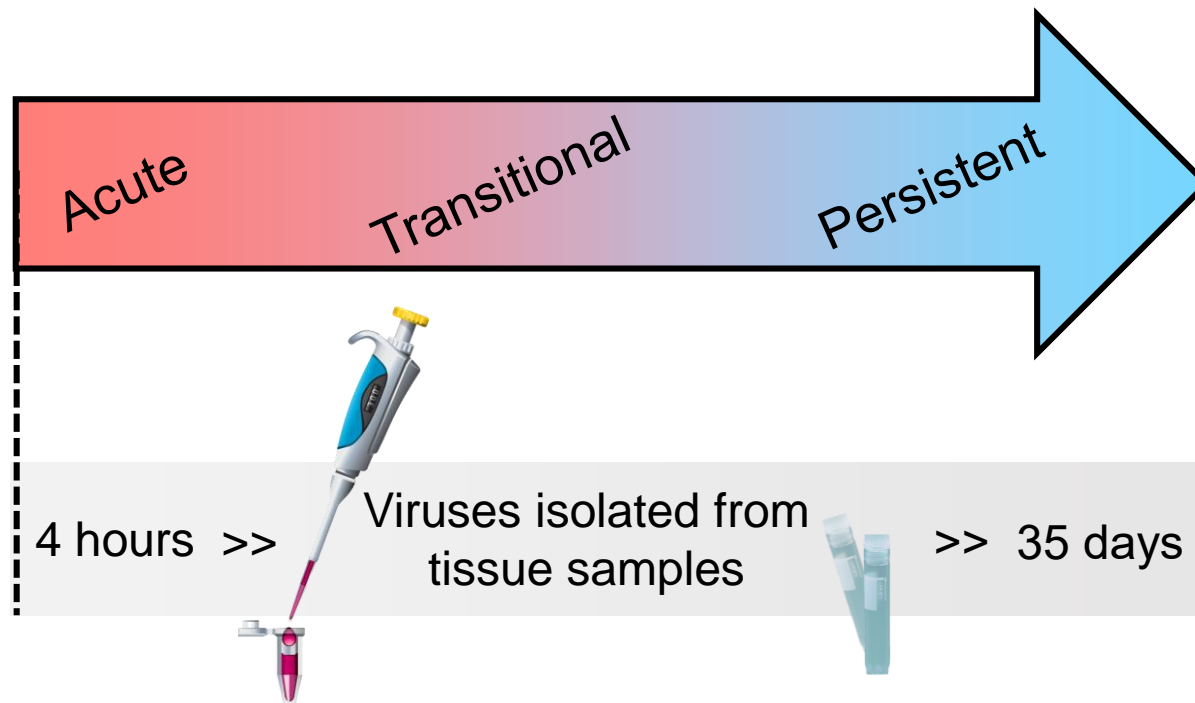 Acute
Transitional
Persistent
4 hours >>
Viruses isolated from
tissue samples
>> 35 days